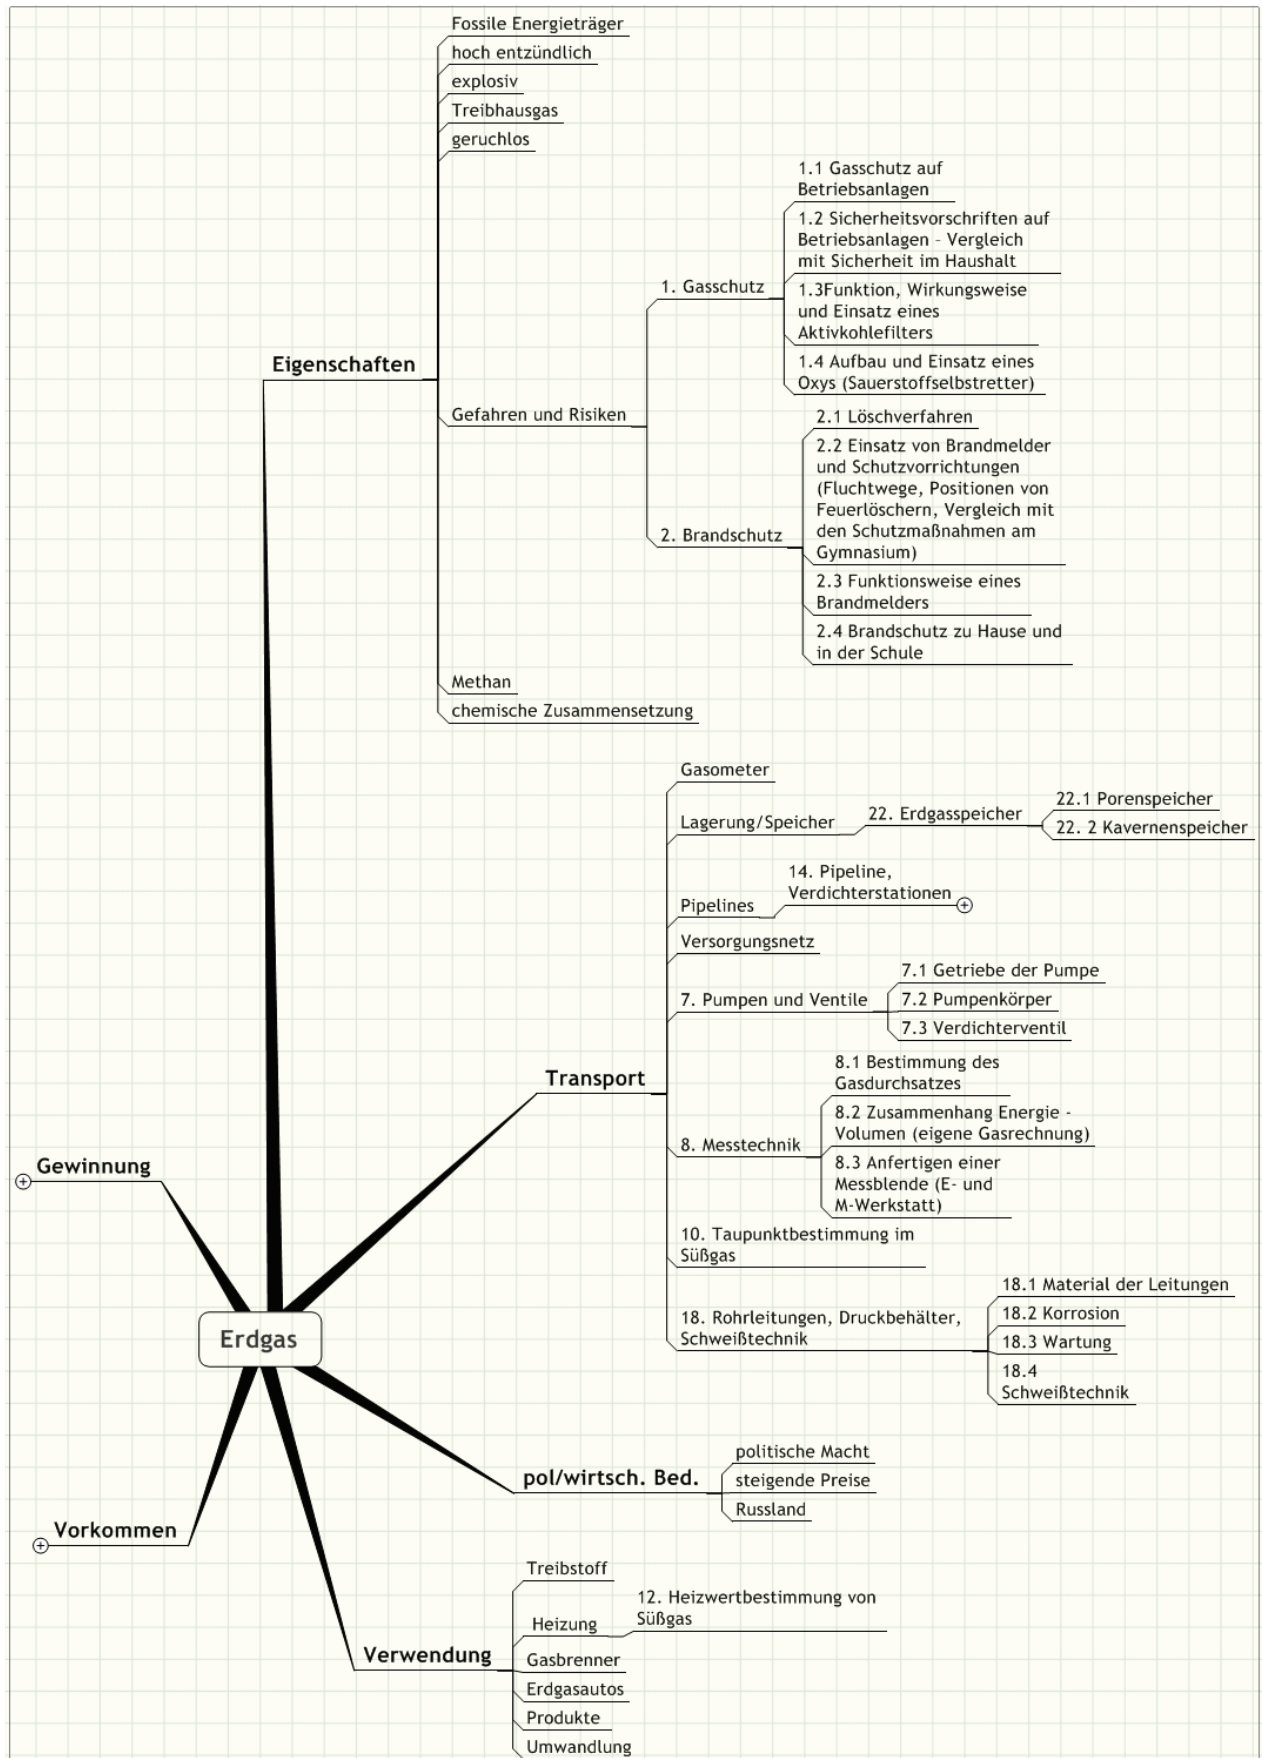 Fossile Energieträger
hoch entzündlich
explosiv
Treibhausgas
geruchlos
1.1 Gasschutz auf
Betriebsanlagen
1.2 Sicherheitsvorschriften auf
Betriebsanlagen - Vergleich
mit Sicherheit im Haushalt
1. Gasschutz
1.3Funktion, Wirkungsweise
und Einsatz eines
Aktivkohlefilters
1.4 Aufbau und Einsatz eines
Oxys (Sauerstoffselbstretter)
Eigenschaften
Gefahren und Risiken
2.1 Löschverfahren
2.2 Einsatz von Brandmelder
und Schutzvorrichtungen
(Fluchtwege, Positionen von
Feuerlöschern, Vergleich mit
den Schutzmaßnahmen am
Gymnasium)
2. Brandschutz
2.3 Funktionsweise eines
Brandmelders
2.4 Brandschutz zu Hause und
in der Schule
Methan
chemische Zusammensetzung
Gasometer
Lagerung/Speicher
22. Erdgasspeicher
22.1 Porenspeicher
22. 2 Kavernenspeicher
Pipelines
14. Pipeline,
Verdichterstationen
Versorgungsnetz
7. Pumpen und Ventile
7.1 Getriebe der Pumpe
7.2 Pumpenkörper
7.3 Verdichterventil
Transport
8. Messtechnik
8.1 Bestimmung des
Gasdurchsatzes
8.2 Zusammenhang Energie -
Volumen (eigene Gasrechnung)
8.3 Anfertigen einer
Messblende (E- und
M-Werkstatt)
10. Taupunktbestimmung im
Süßgas
18. Rohrleitungen, Druckbehälter,
Schweißtechnik
18.1 Material der Leitungen
18.2 Korrosion
18.3 Wartung
18.4
Schweißtechnik
Gewinnung
Erdgas
pol/wirtsch. Bed.
politische Macht
steigende Preise
Russland
Vorkommen
Verwendung
Treibstoff
Heizung
12. Heizwertbestimmung von
Süßgas
Gasbrenner
Erdgasautos
Produkte
Umwandlung